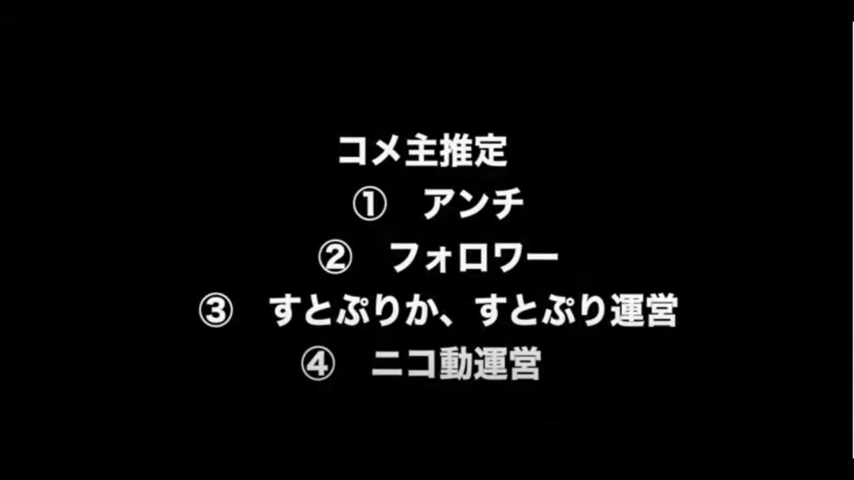 コメ主推定
① アンチ
② フォロワー
③ すとぷりか、すとぷり運営
④ ニコ動運営